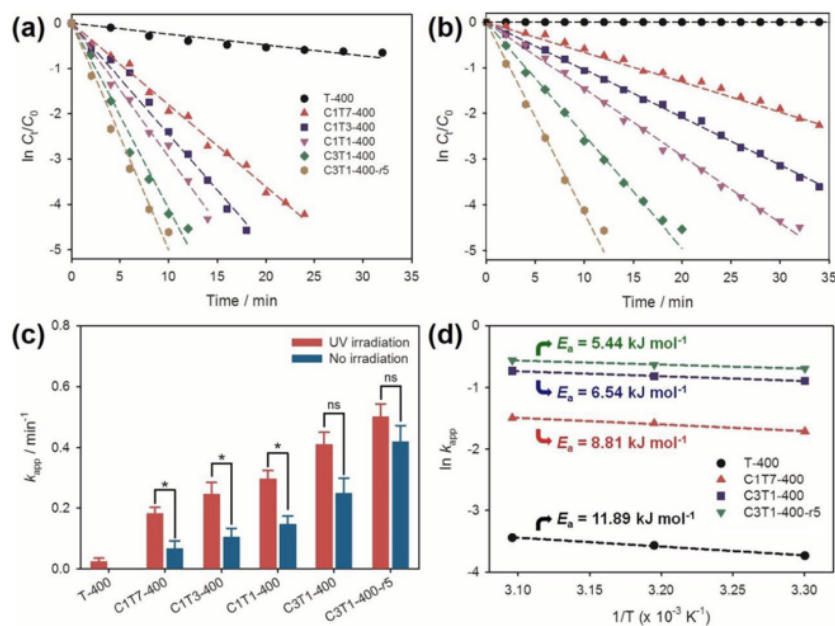 (a)
ln Cₜ/C₀
0
-1
-2
-3
-4
-5
T-400
C1T7-400
C1T3-400
C1T1-400
C3T1-400
C3T1-400-r5
0 5 10 15 20 25 30 35
Time / min
(b)
ln Cₜ/C₀
0
-1
-2
-3
-4
-5
0 5 10 15 20 25 30 35
Time / min
(c)
k_app / min⁻¹
0.8
0.6
0.4
0.2
0.0
UV irradiation
No irradiation
*
*
*
ns
ns
T-400
C1T7-400
C1T3-400
C1T1-400
C3T1-400
C3T1-400-r5
(d)
ln k_app
0
-1
-2
-3
-4
Eₐ = 5.44 kJ mol⁻¹
Eₐ = 6.54 kJ mol⁻¹
Eₐ = 8.81 kJ mol⁻¹
T-400
C1T7-400
C3T1-400
C3T1-400-r5
Eₐ = 11.89 kJ mol⁻¹
3.10 3.15 3.20 3.25 3.30
1/T (x 10⁻³ K⁻¹)